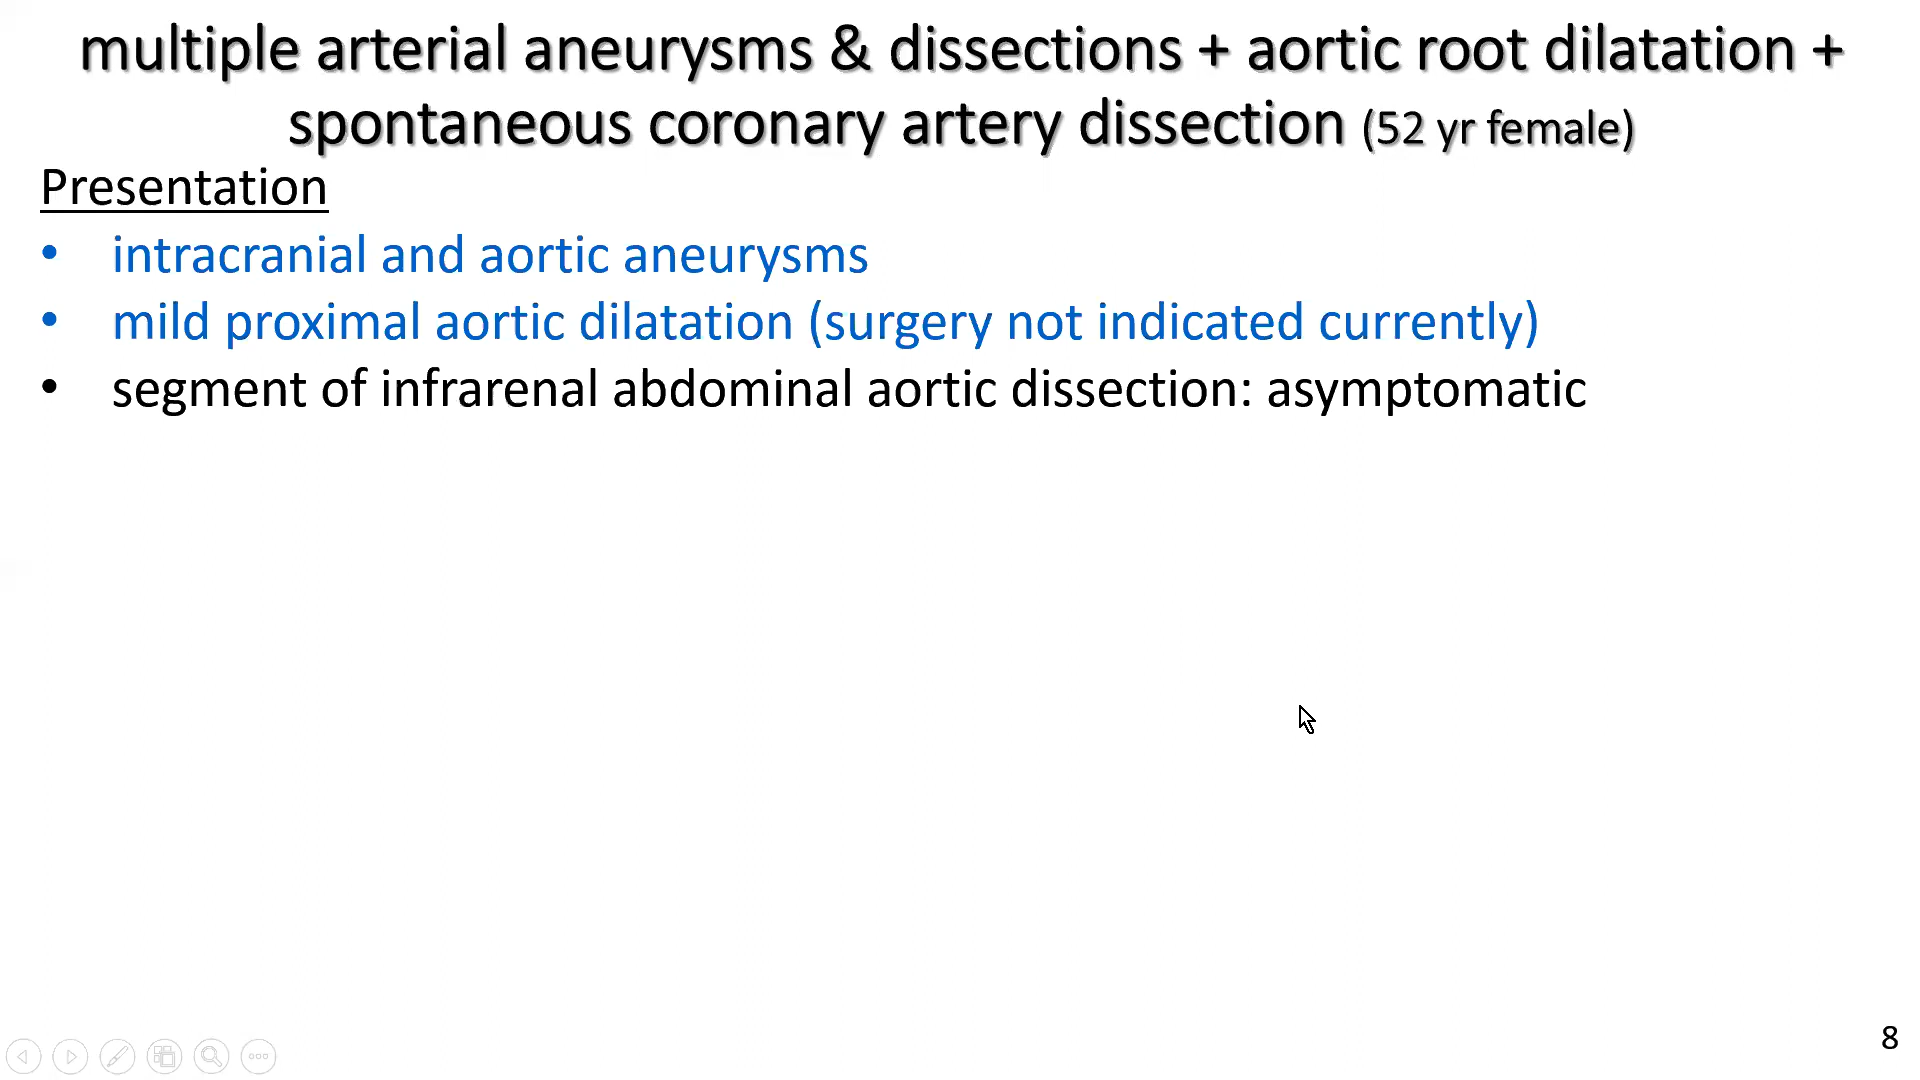 multiple arterial aneurysms & dissections + aortic root dilatation +
spontaneous coronary artery dissection (52 yr female)
Presentation
• intracranial and aortic aneurysms
• mild proximal aortic dilatation (surgery not indicated currently)
• segment of infrarenal abdominal aortic dissection: asymptomatic
8